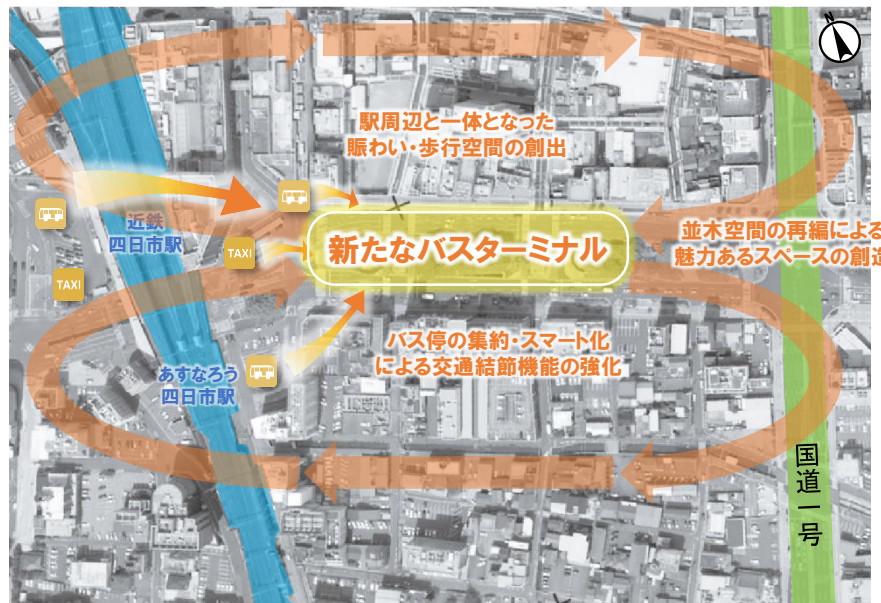 N
駅周辺と一体となった
賑わい・歩行空間の創出
近鉄
四日市駅
TAXI
新たなバスターミナル
並木空間の再編による
魅力あるスペースの創造
TAXI
バス停の集約・スマート化
による交通結節機能の強化
あすなろう
四日市駅
国道一号